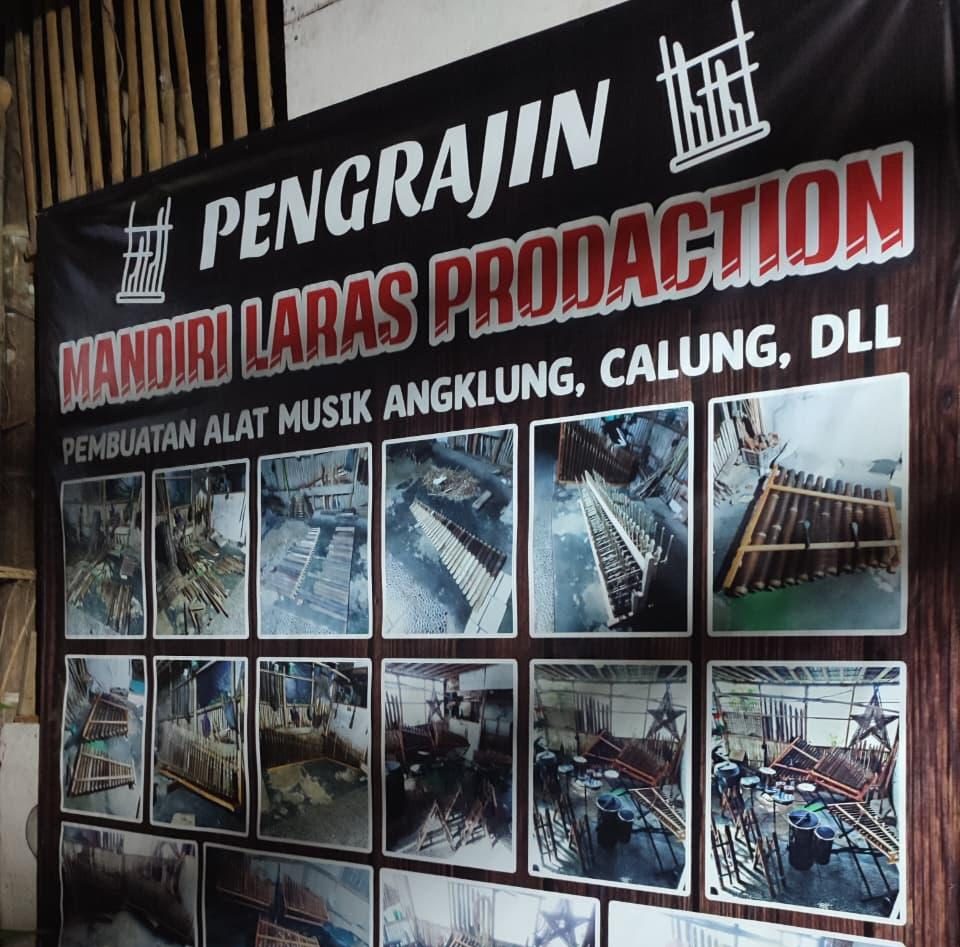 PENGRAJIN
MANDIRI LARAS PRODACTION
PEMBUATAN ALAT MUSIK ANGKLUNG, CALUNG, DLL